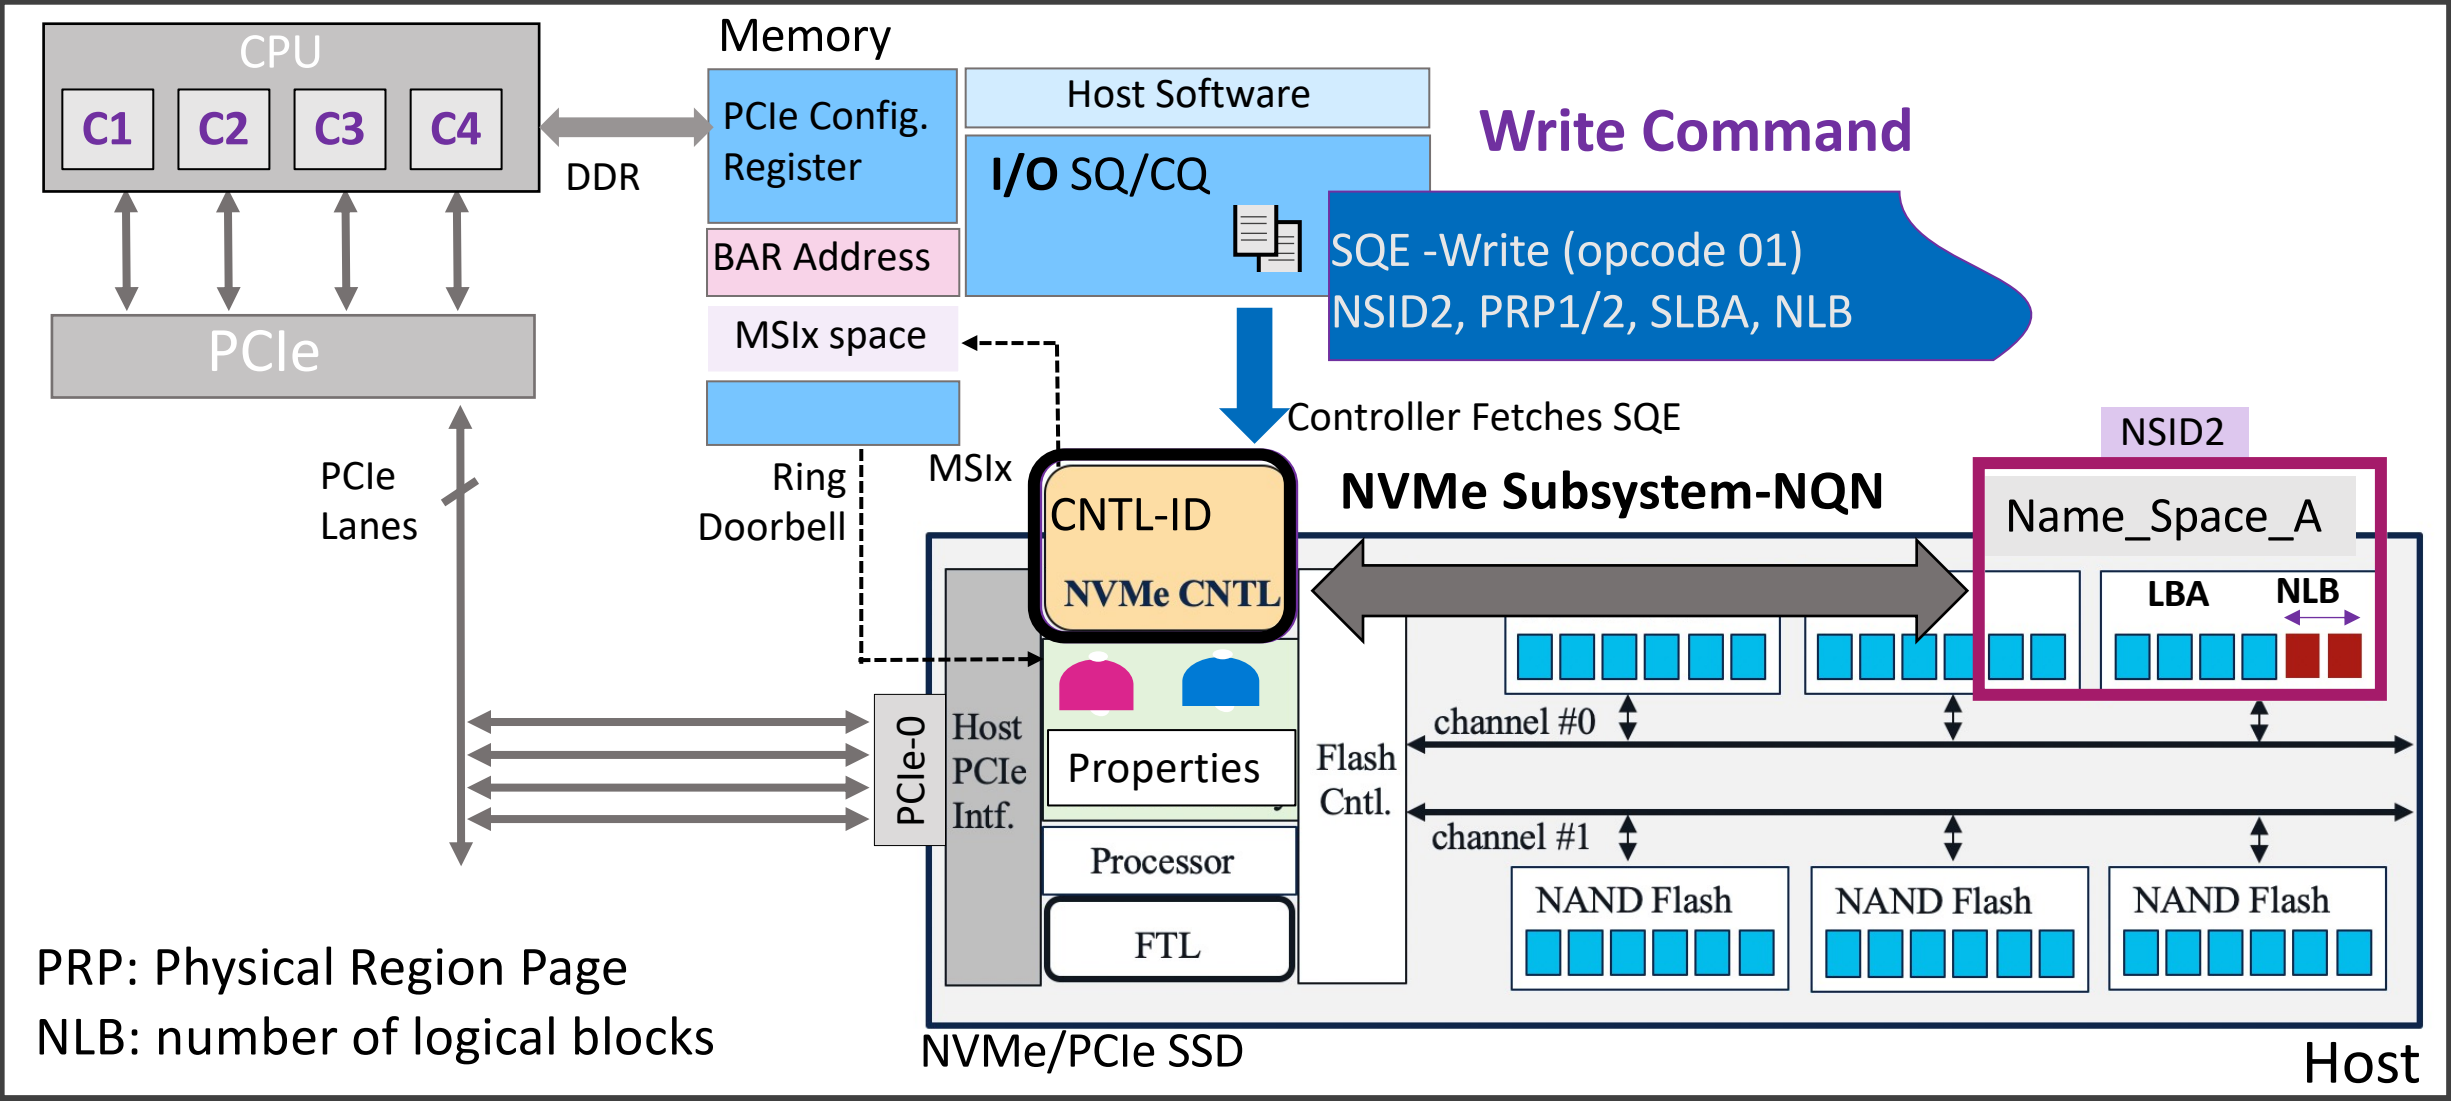 CPU
C1 C2 C3 C4
PCIe
DDR
PCIe
Lanes
Memory
PCIe Config.
Register
BAR Address
MSIx space
Host Software
I/O SQ/CQ
Write Command
SQE -Write (opcode 01)
NSID2, PRP1/2, SLBA, NLB
Controller Fetches SQE
Ring
Doorbell
MSIx
CNTL-ID
NVMe CNTL
NVMe Subsystem-NQN
NSID2
Name_Space_A
LBA NLB
PCIe-0
Host
PCIe
Intf.
Properties
Processor
FTL
Flash
Cntl.
channel #0
channel #1
NAND Flash NAND Flash NAND Flash
PRP: Physical Region Page
NLB: number of logical blocks
NVMe/PCIe SSD
Host